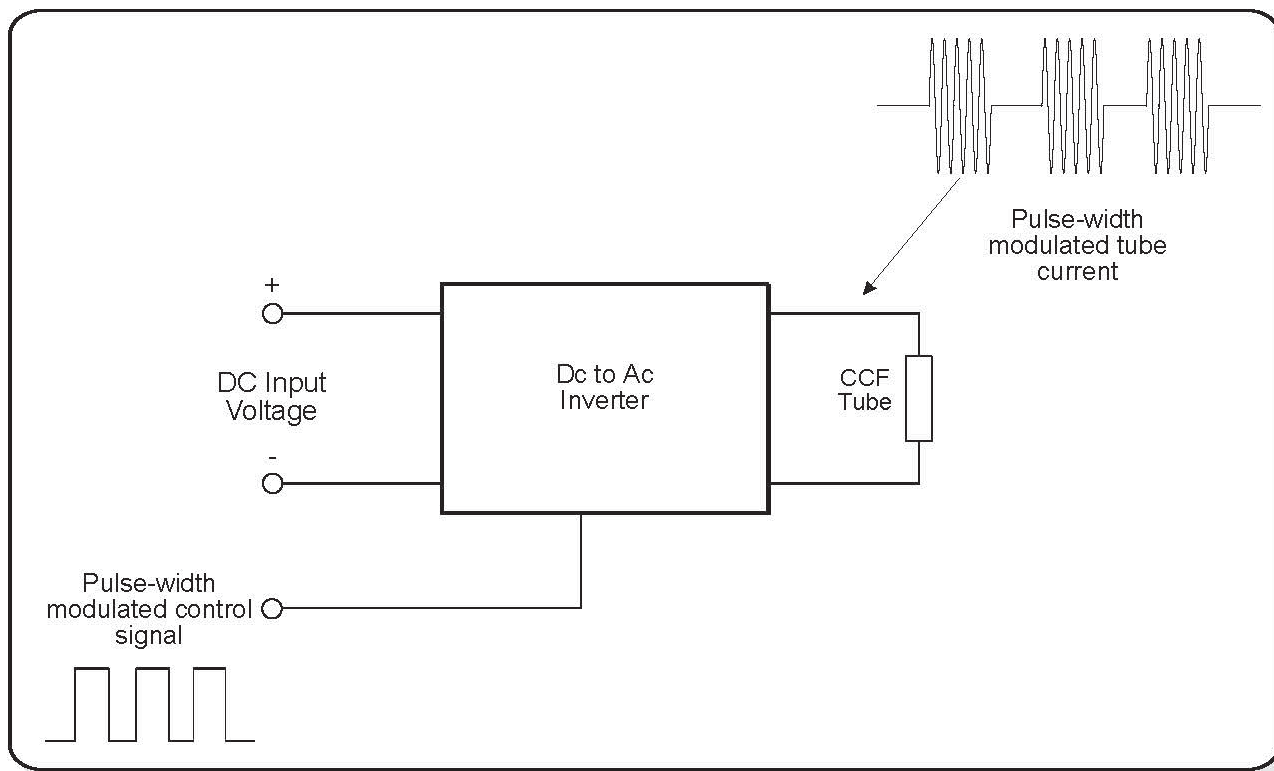 Pulse-width
modulated tube
current
+
DC Input
Voltage
-
Dc to Ac
Inverter
CCF
Tube
Pulse-width
modulated control
signal